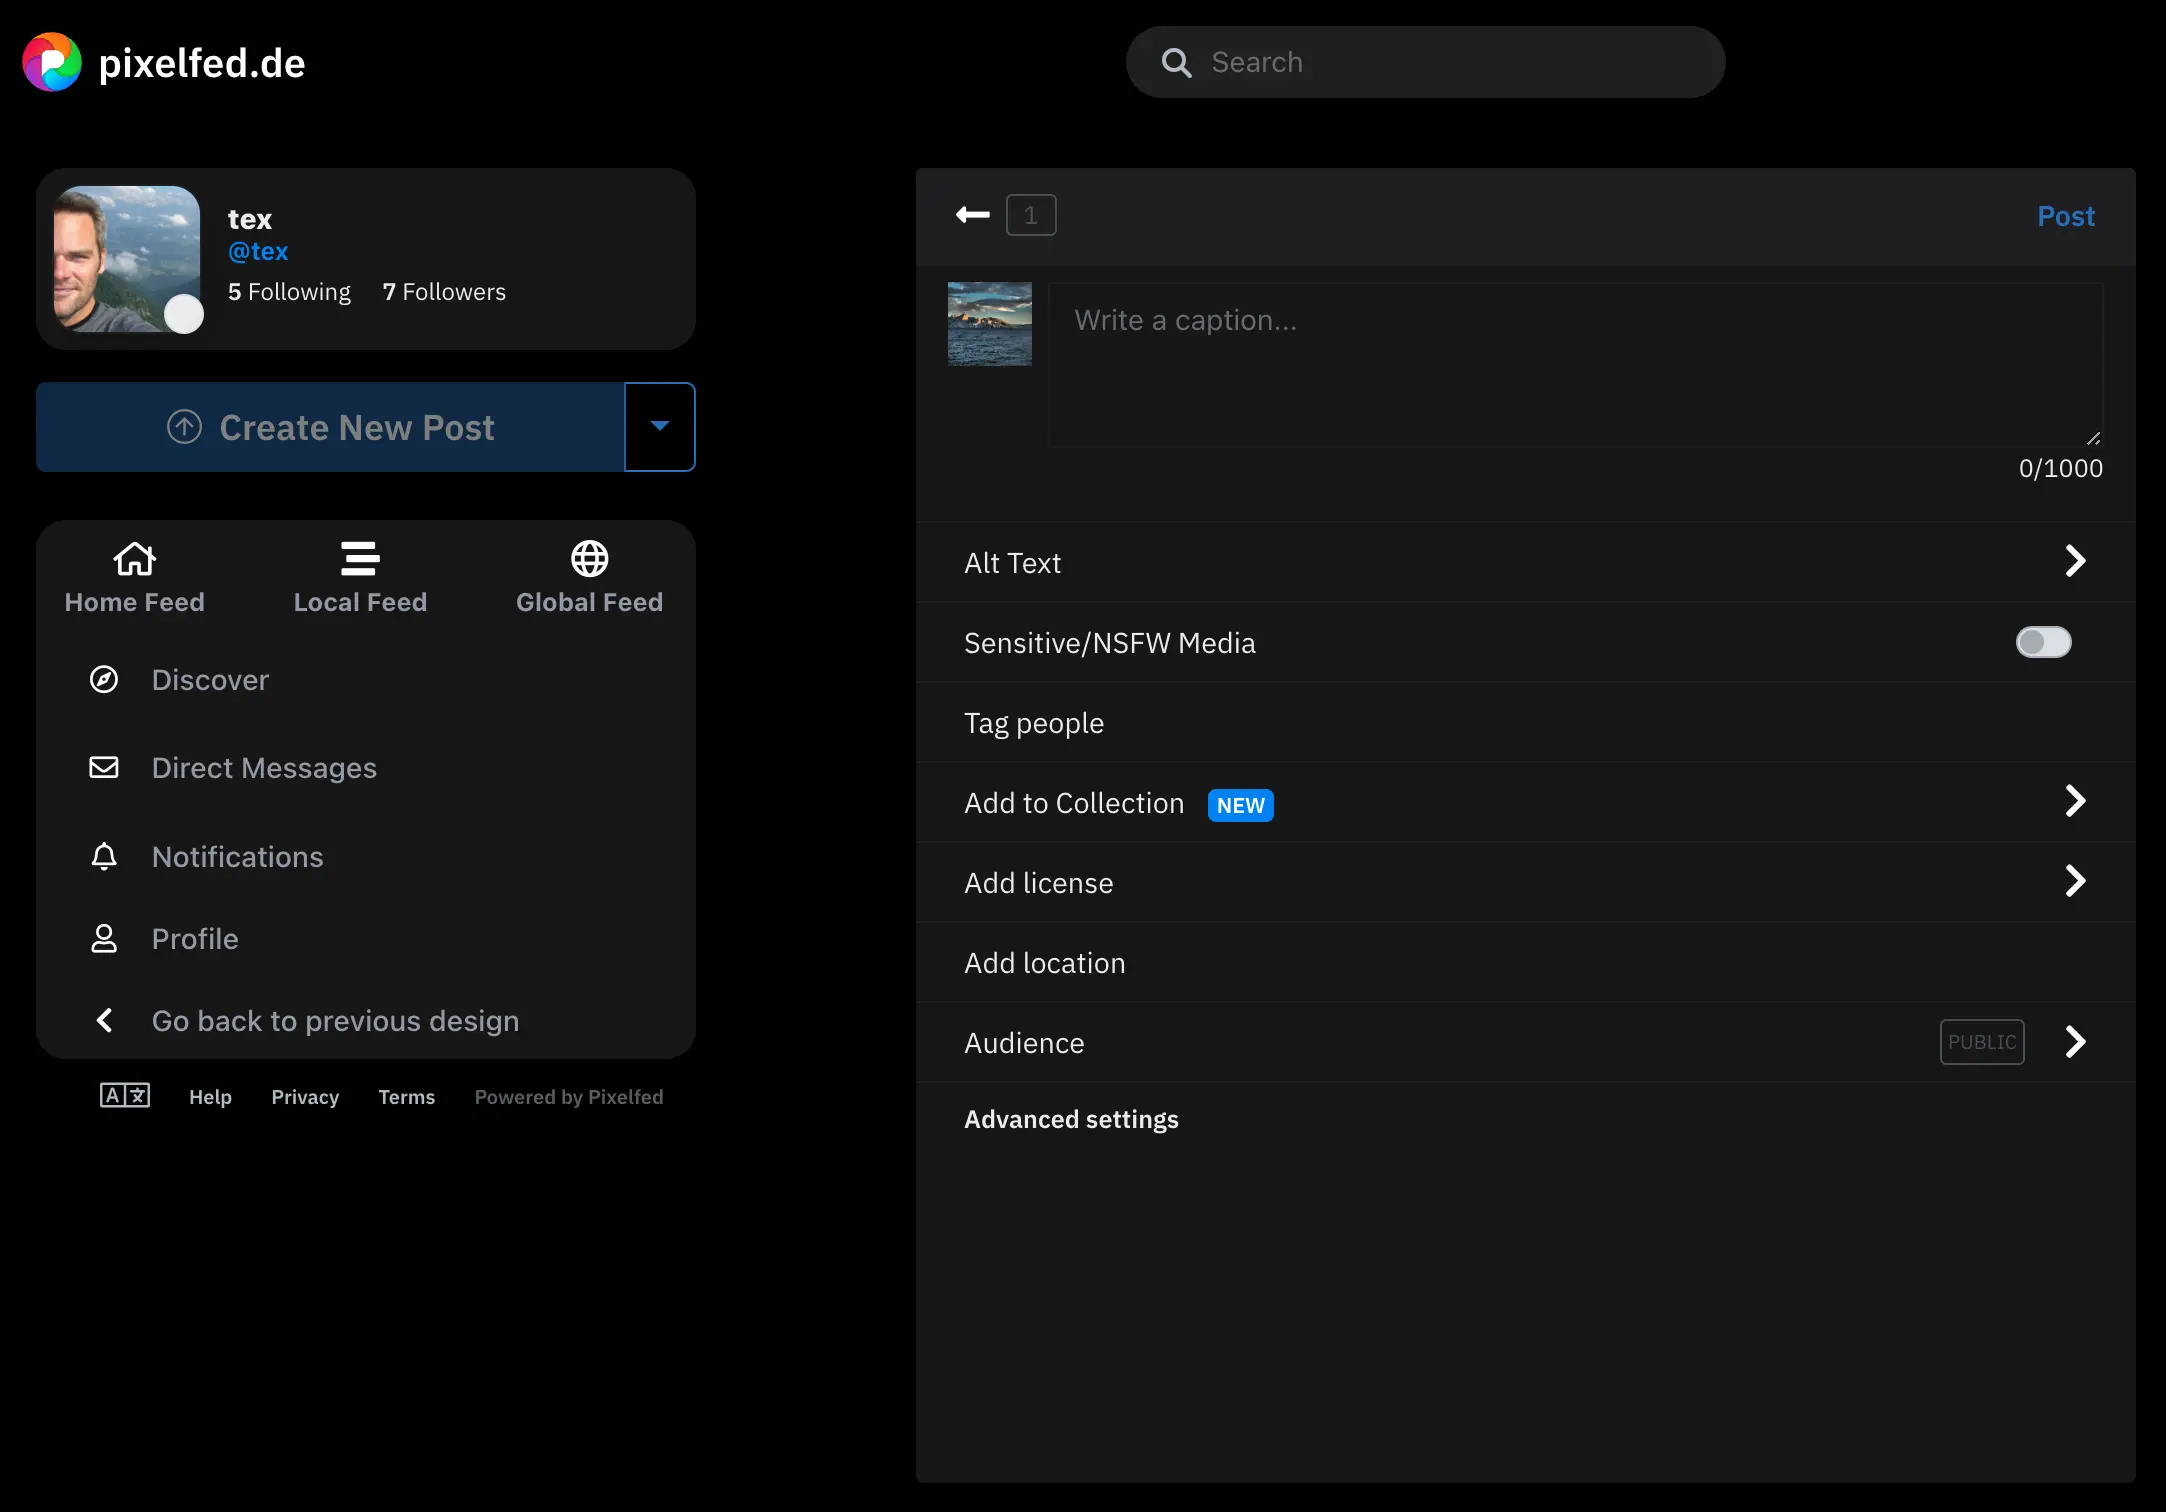 pixelfed.de
Search
tex
@tex
5 Following 7 Followers
Create New Post
Home Feed Local Feed Global Feed
Discover
Direct Messages
Notifications
Profile
Go back to previous design
A文 Help Privacy Terms Powered by Pixelfed
1 Post
Write a caption...
0/1000
Alt Text
Sensitive/NSFW Media
Tag people
Add to Collection NEW
Add license
Add location
Audience PUBLIC
Advanced settings